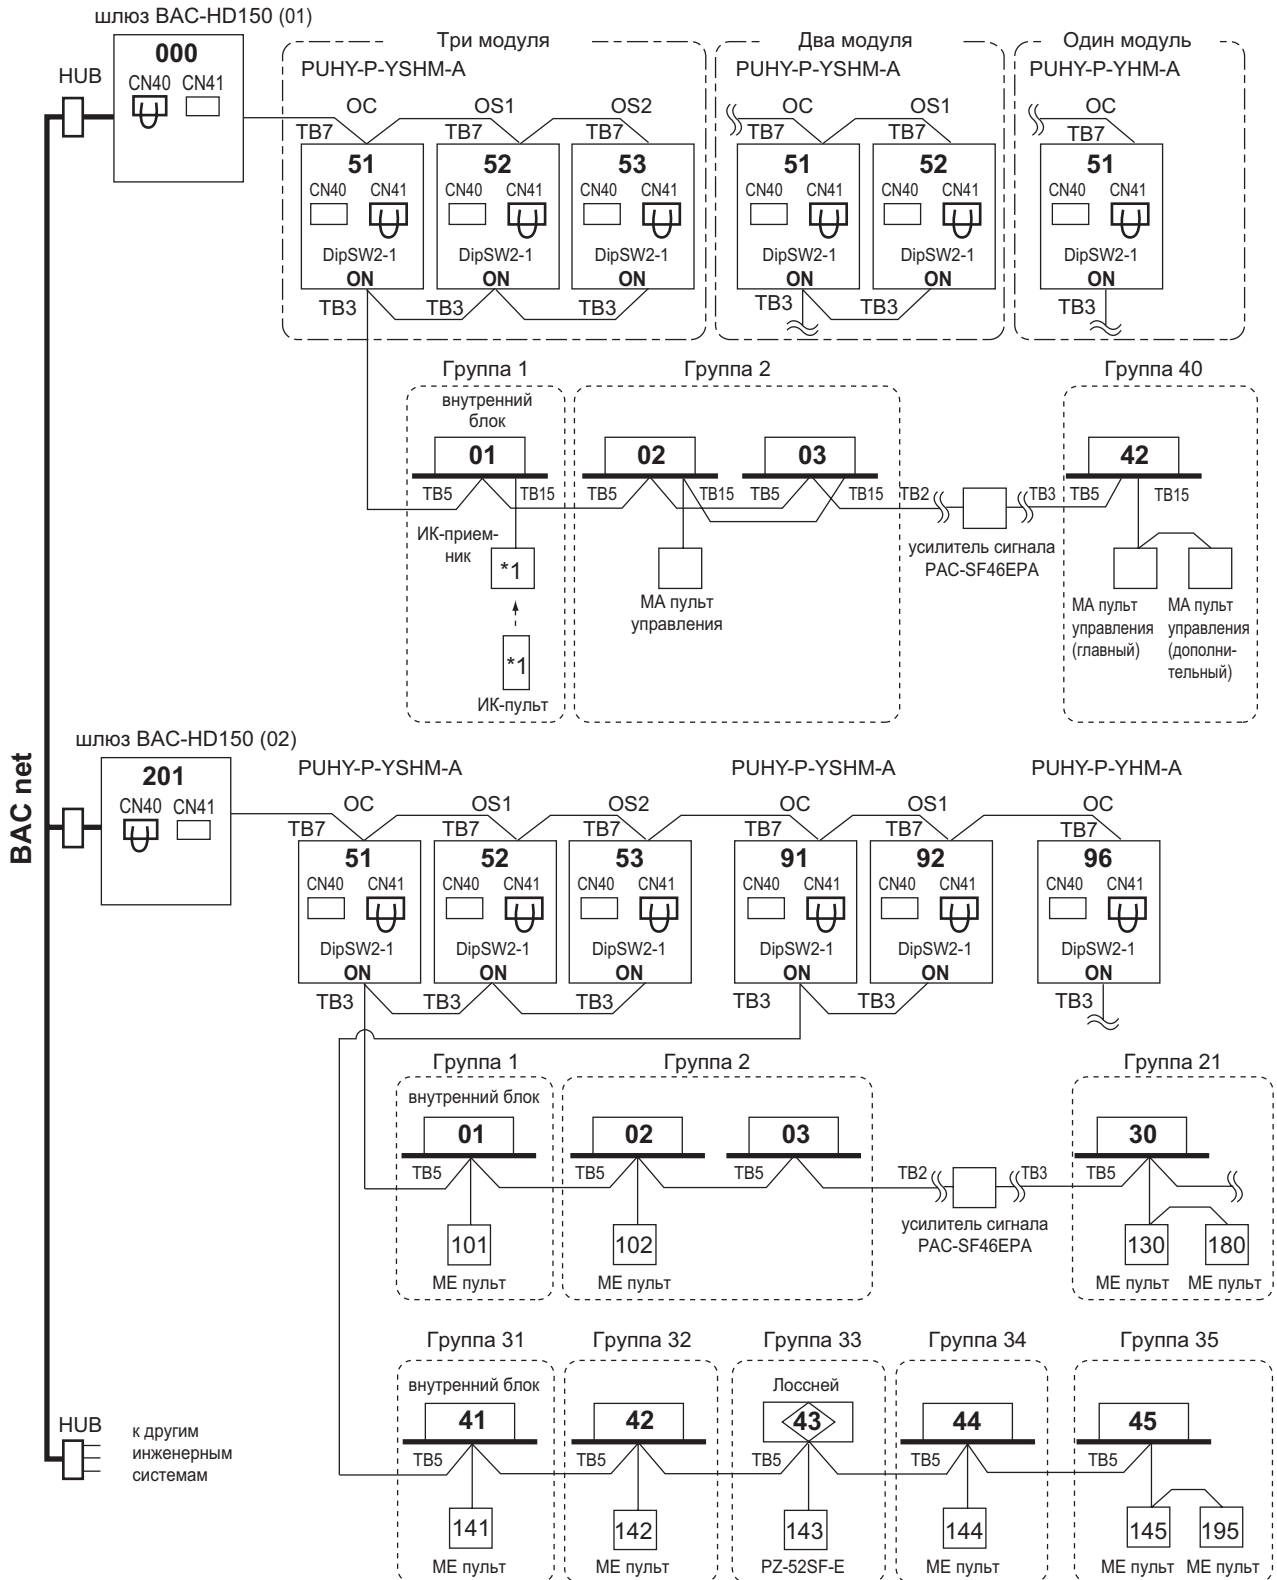 шлюз BAC-HD150 (01)
000
CN40 CN41
HUB
Три модуля
PUHY-P-YSHM-A
OC OS1 OS2
TB7 TB7 TB7
51 52 53
CN40 CN41 CN40 CN41 CN40 CN41
DipSW2-1 DipSW2-1 DipSW2-1
ON ON ON
TB3 TB3 TB3
Два модуля
PUHY-P-YSHM-A
OC OS1
TB7 TB7
51 52
CN40 CN41 CN40 CN41
DipSW2-1 DipSW2-1
ON ON
TB3 TB3
Один модуль
PUHY-P-YHM-A
OC
TB7
51
CN40 CN41
DipSW2-1
ON
TB3
Группа 1
внутренний
блок
01
TB5 TB15
ИК-прием-
ник
*1
*1
ИК-пульт
Группа 2
02 03
TB5 TB15 TB5 TB15
МА пульт
управления
TB2 TB3
усилитель сигнала
PAC-SF46EPA
Группа 40
42
TB5 TB15
МА пульт
управления
(главный)
МА пульт
управления
(дополни-
тельный)
BAC net
шлюз BAC-HD150 (02)
201
CN40 CN41
PUHY-P-YSHM-A
OC OS1 OS2
TB7 TB7 TB7
51 52 53
CN40 CN41 CN40 CN41 CN40 CN41
DipSW2-1 DipSW2-1 DipSW2-1
ON ON ON
TB3 TB3 TB3
PUHY-P-YSHM-A
OC OS1
TB7 TB7
91 92
CN40 CN41 CN40 CN41
DipSW2-1 DipSW2-1
ON ON
TB3 TB3
PUHY-P-YHM-A
OC
TB7
96
CN40 CN41
DipSW2-1
ON
TB3
Группа 1
внутренний блок
01
TB5
101
ME пульт
Группа 2
02 03
TB5 TB5
102
ME пульт
TB2 TB3
усилитель сигнала
PAC-SF46EPA
Группа 21
30
TB5
130 180
ME пульт ME пульт
Группа 31
внутренний блок
41
TB5
141
ME пульт
Группа 32
42
TB5
142
ME пульт
Группа 33
Лоссней
43
TB5
143
PZ-52SF-E
Группа 34
44
TB5
144
ME пульт
Группа 35
45
TB5
145 195
ME пульт ME пульт
HUB
к другим
инженерным
системам